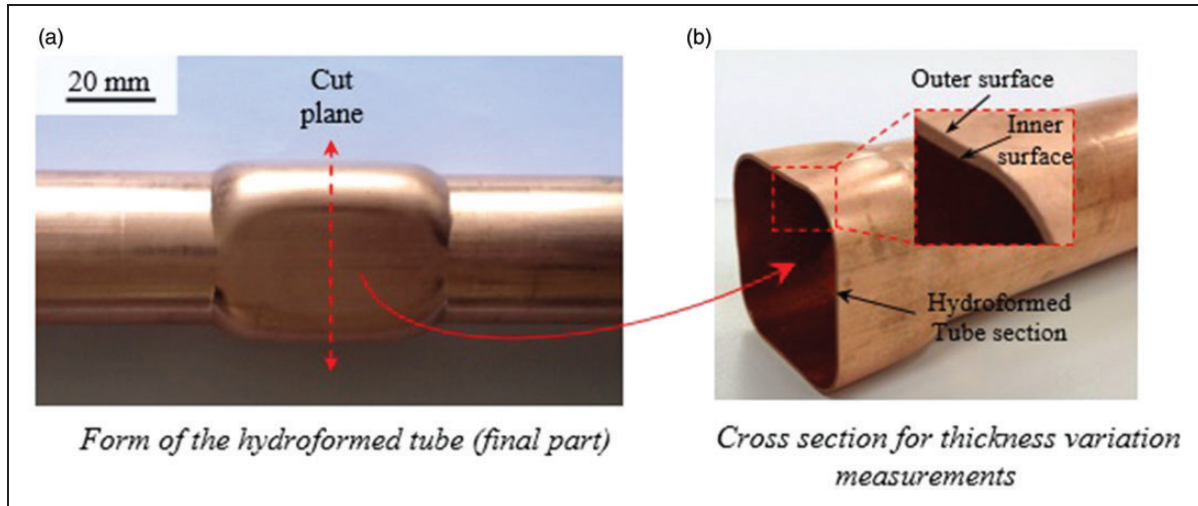 (a)
20 mm
Cut
plane
Form of the hydroformed tube (final part)
(b)
Outer surface
Inner
surface
Hydroformed
Tube section
Cross section for thickness variation
measurements